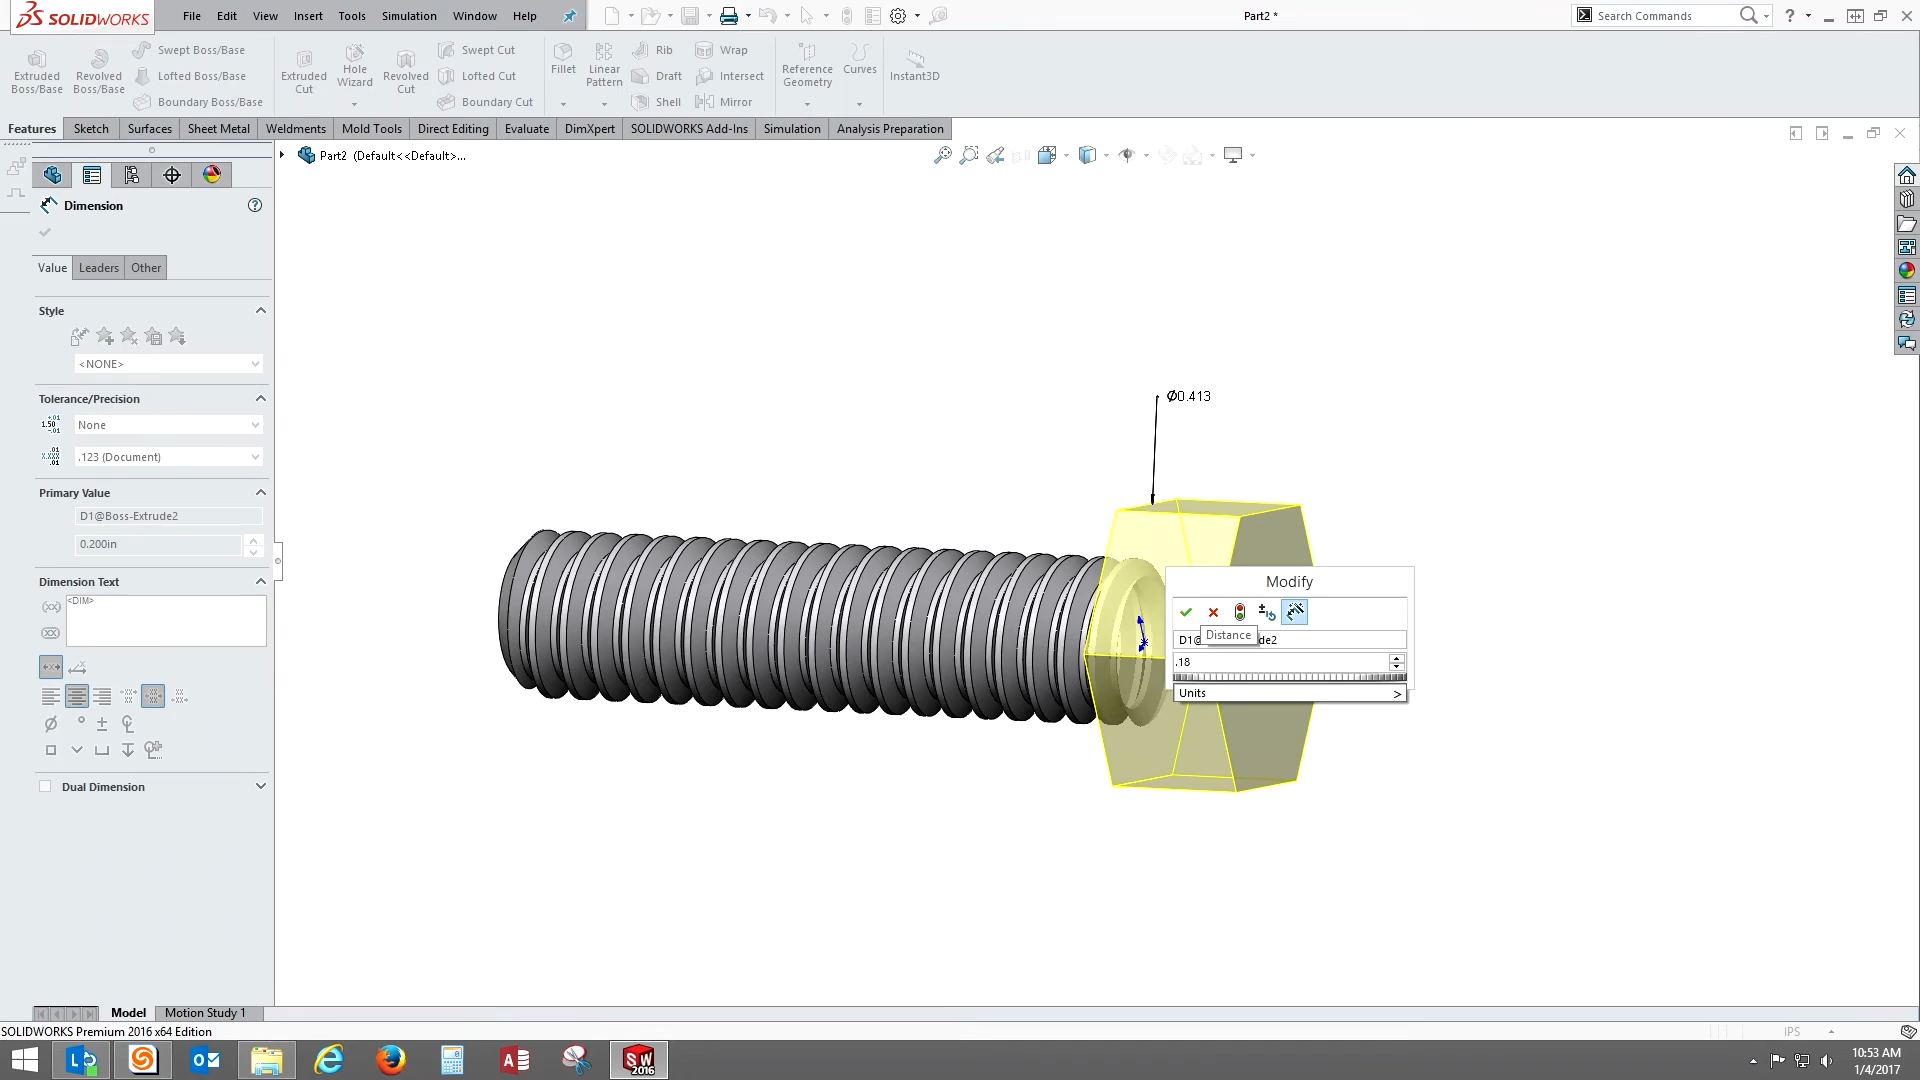 SOLIDWORKS File Edit View Insert Tools Simulation Window Help Part2 * Search Commands ?
Extruded Boss/Base
Revolved Boss/Base
Swept Boss/Base
Lofted Boss/Base
Boundary Boss/Base
Extruded Cut
Hole Wizard
Revolved Cut
Swept Cut
Lofted Cut
Boundary Cut
Fillet
Linear Pattern
Rib
Draft
Shell
Wrap
Intersect
Mirror
Reference Geometry
Curves
Instant3D
Features Sketch Surfaces Sheet Metal Weldments Mold Tools Direct Editing Evaluate DimXpert SOLIDWORKS Add-Ins Simulation Analysis Preparation
Part2 (Default<<Default>...
Dimension ?
Value Leaders Other
Style
<NONE>
Tolerance/Precision
None
.123 (Document)
Primary Value
D1@Boss-Extrude2
0.200in
Dimension Text
<DIM>
Dual Dimension
Ø0.413
Modify
D1@ de2
Distance
.18
Units >
Model Motion Study 1
SOLIDWORKS Premium 2016 x64 Edition IPS
10:53 AM
1/4/2017
SW
2016